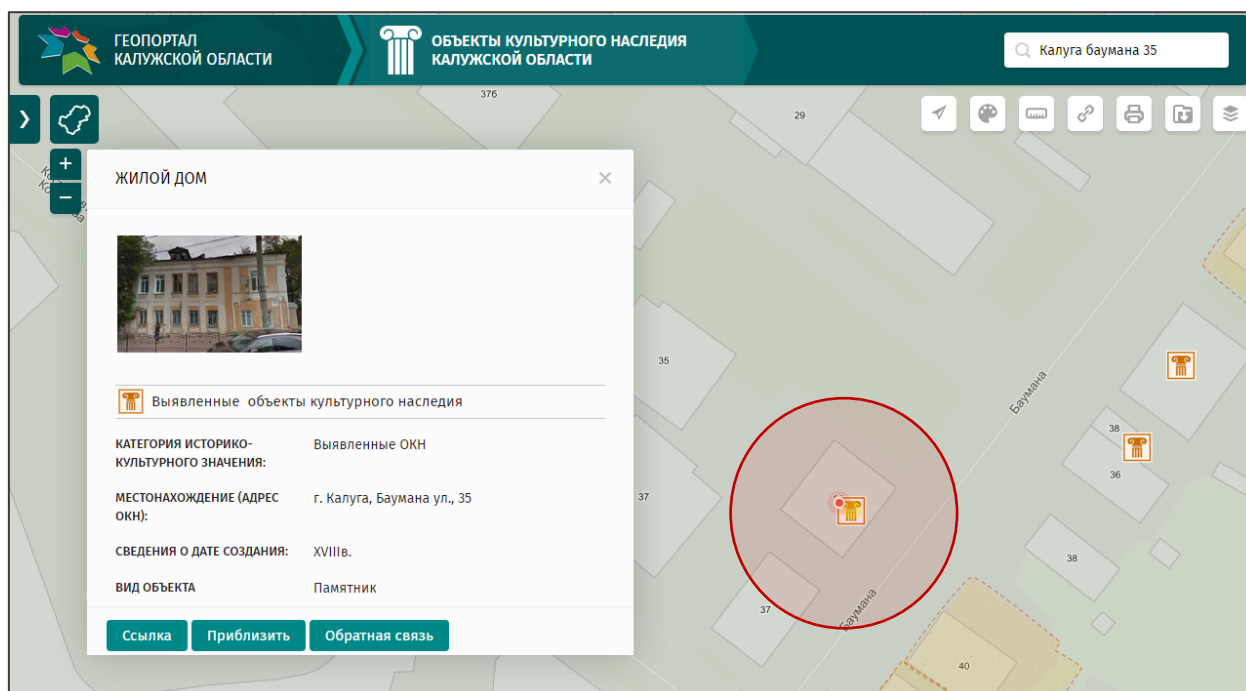 ГЕОПОРТАЛ
КАЛУЖСКОЙ ОБЛАСТИ
ОБЪЕКТЫ КУЛЬТУРНОГО НАСЛЕДИЯ
КАЛУЖСКОЙ ОБЛАСТИ
Калуга баумана 35
37б
29
+
−
ЖИЛОЙ ДОМ
Выявленные объекты культурного наследия
КАТЕГОРИЯ ИСТОРИКО-
КУЛЬТУРНОГО ЗНАЧЕНИЯ:
Выявленные ОКН
МЕСТОНАХОЖДЕНИЕ (АДРЕС
ОКН):
г. Калуга, Баумана ул., 35
СВЕДЕНИЯ О ДАТЕ СОЗДАНИЯ:
XVIIIв.
ВИД ОБЪЕКТА
Памятник
Ссылка
Приблизить
Обратная связь
35
Баумана
38
36
37
38
37
Баумана
40